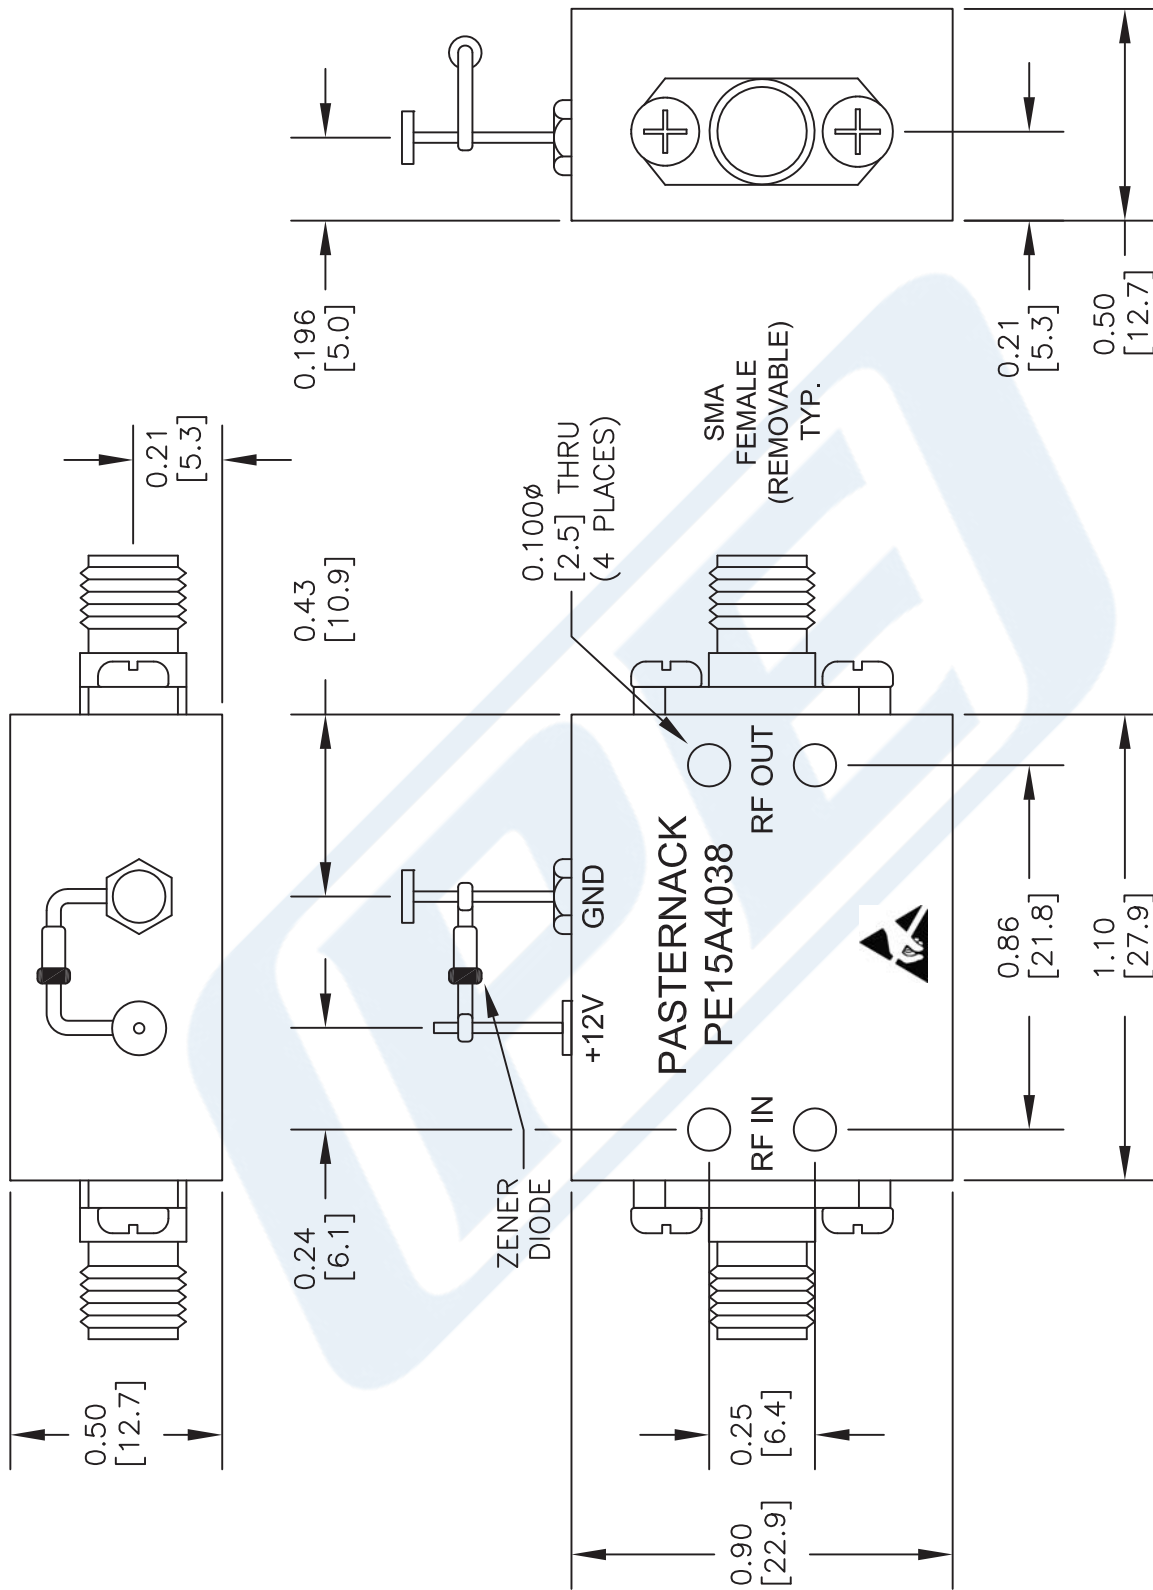 0.50
[12.7]
0.21
[5.3]
0.24
[6.1]
0.43
[10.9]
0.196
[5.0]
ZENER
DIODE
0.100ø
[2.5] THRU
(4 PLACES)
+12V
GND
PASTERNACK
PE15A4038
RF IN
RF OUT
SMA
FEMALE
(REMOVABLE)
TYP.
0.25
[6.4]
0.90
[22.9]
0.86
[21.8]
1.10
[27.9]
0.21
[5.3]
0.50
[12.7]
PE